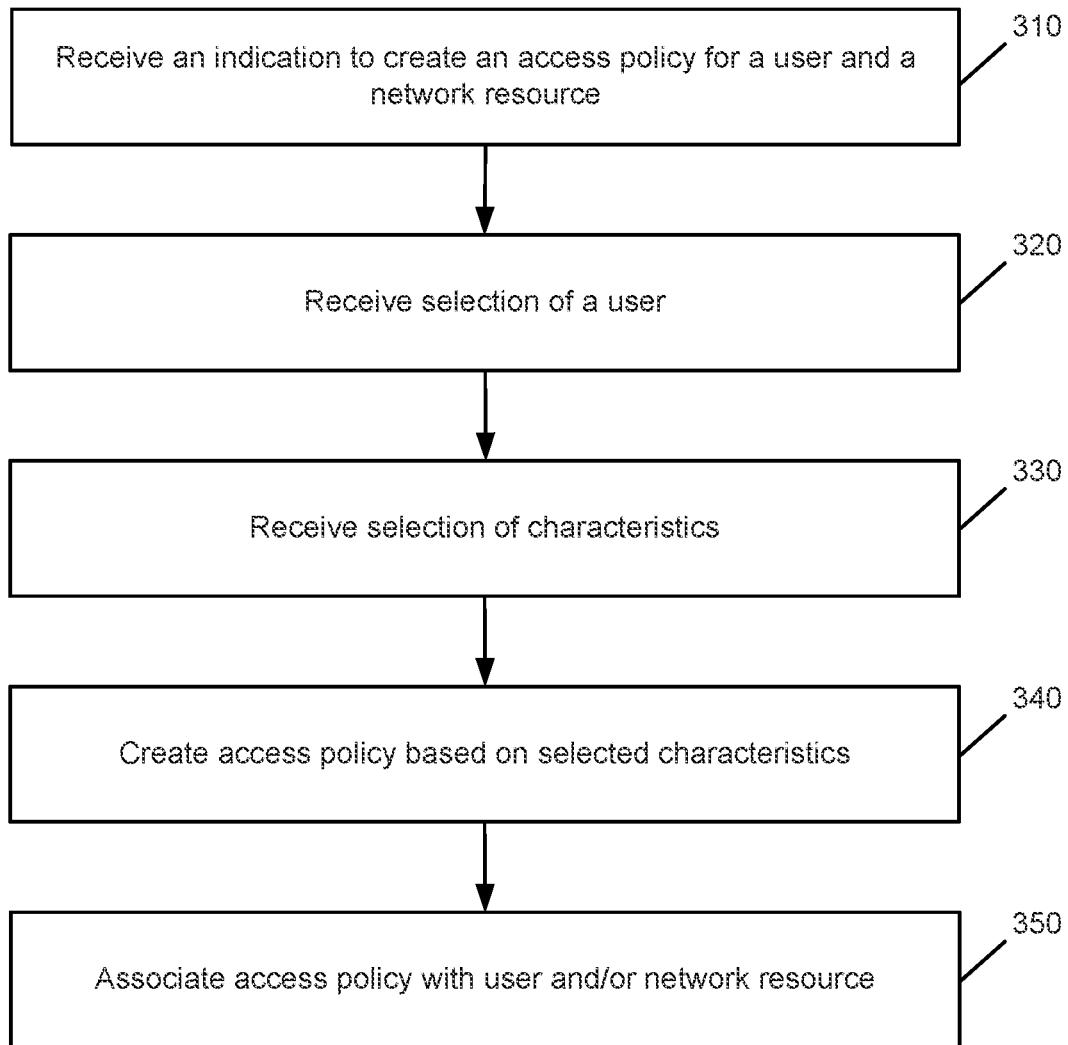 310
Receive an indication to create an access policy for a user and a
network resource
320
Receive selection of a user
330
Receive selection of characteristics
340
Create access policy based on selected characteristics
350
Associate access policy with user and/or network resource